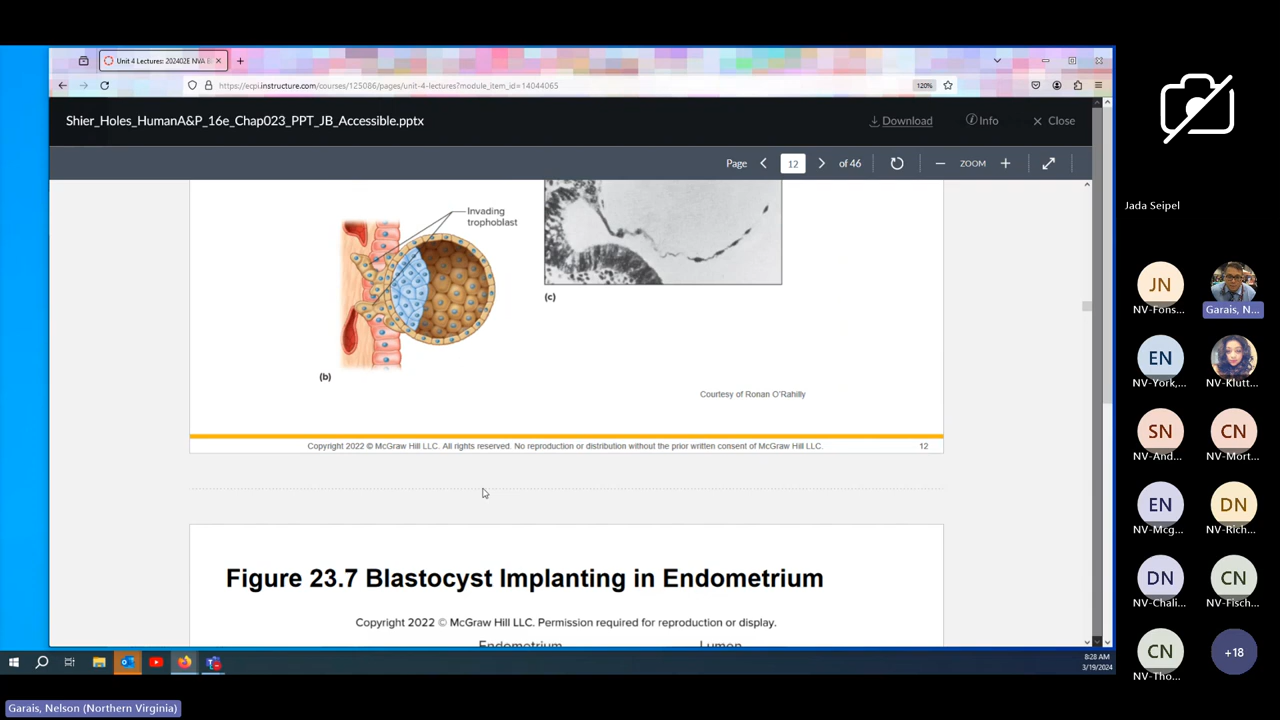 Unit 4 Lectures: 202402E NVA
https://ecpi.instructure.com/courses/125086/pages/unit-4-lectures?module_item_id=14044065
120%
Shier_Holes_HumanA&P_16e_Chap023_PPT_JB_Accessible.pptx
Download
Info
Close
Page
12
of 46
ZOOM
Invading
trophoblast
(c)
(b)
Courtesy of Ronan O'Rahilly
Copyright 2022 © McGraw Hill LLC. All rights reserved. No reproduction or distribution without the prior written consent of McGraw Hill LLC.
12
Figure 23.7 Blastocyst Implanting in Endometrium
Copyright 2022 © McGraw Hill LLC. Permission required for reproduction or display.
Endometrium
Lumen
8:28 AM
3/19/2024
Jada Seipel
JN
NV-Fons...
Garais, N...
EN
NV-York,...
NV-Klutt...
SN
NV-And...
CN
NV-Mort...
EN
NV-Mcg...
DN
NV-Rich...
DN
NV-Chali...
CN
NV-Fisch...
CN
NV-Tho...
+18
Garais, Nelson (Northern Virginia)